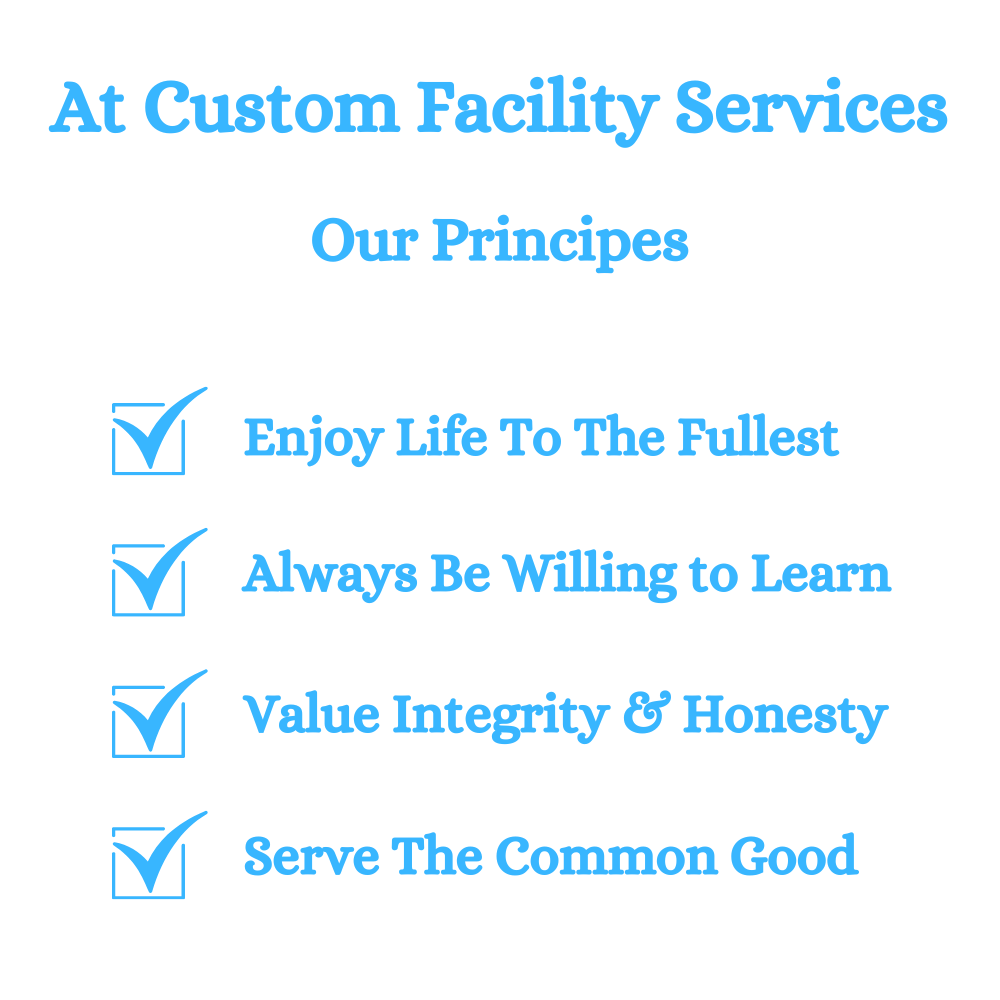 At Custom Facility Services
Our Principes
Enjoy Life To The Fullest
Always Be Willing to Learn
Value Integrity & Honesty
Serve The Common Good